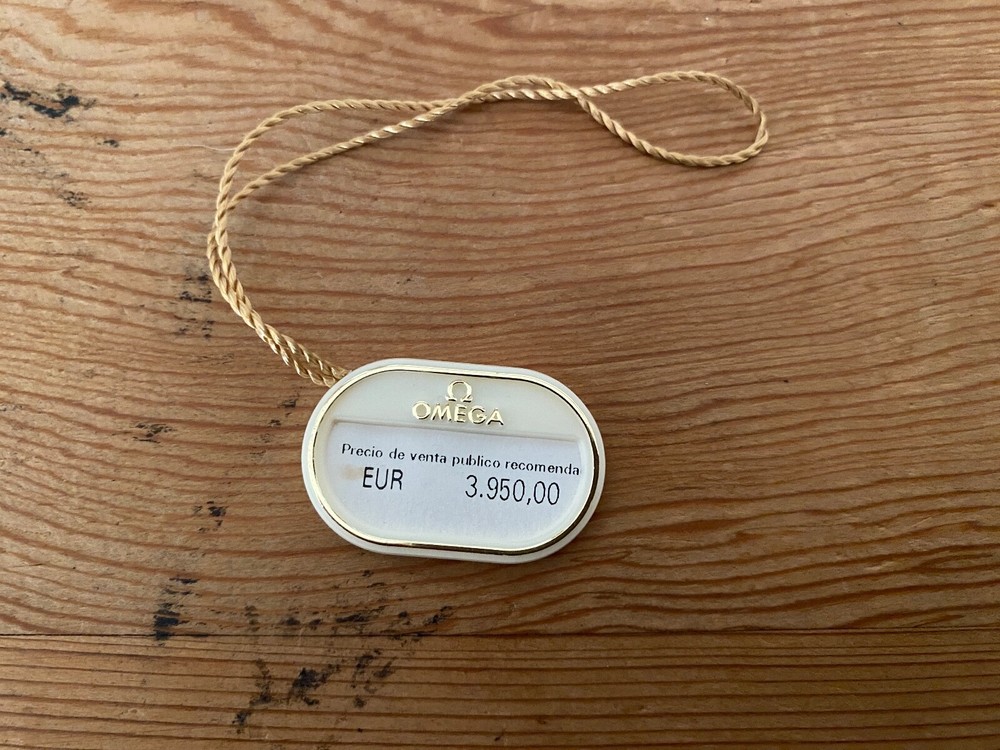 Ω
OMEGA
Precio de venta publico recomenda
EUR 3.950,00